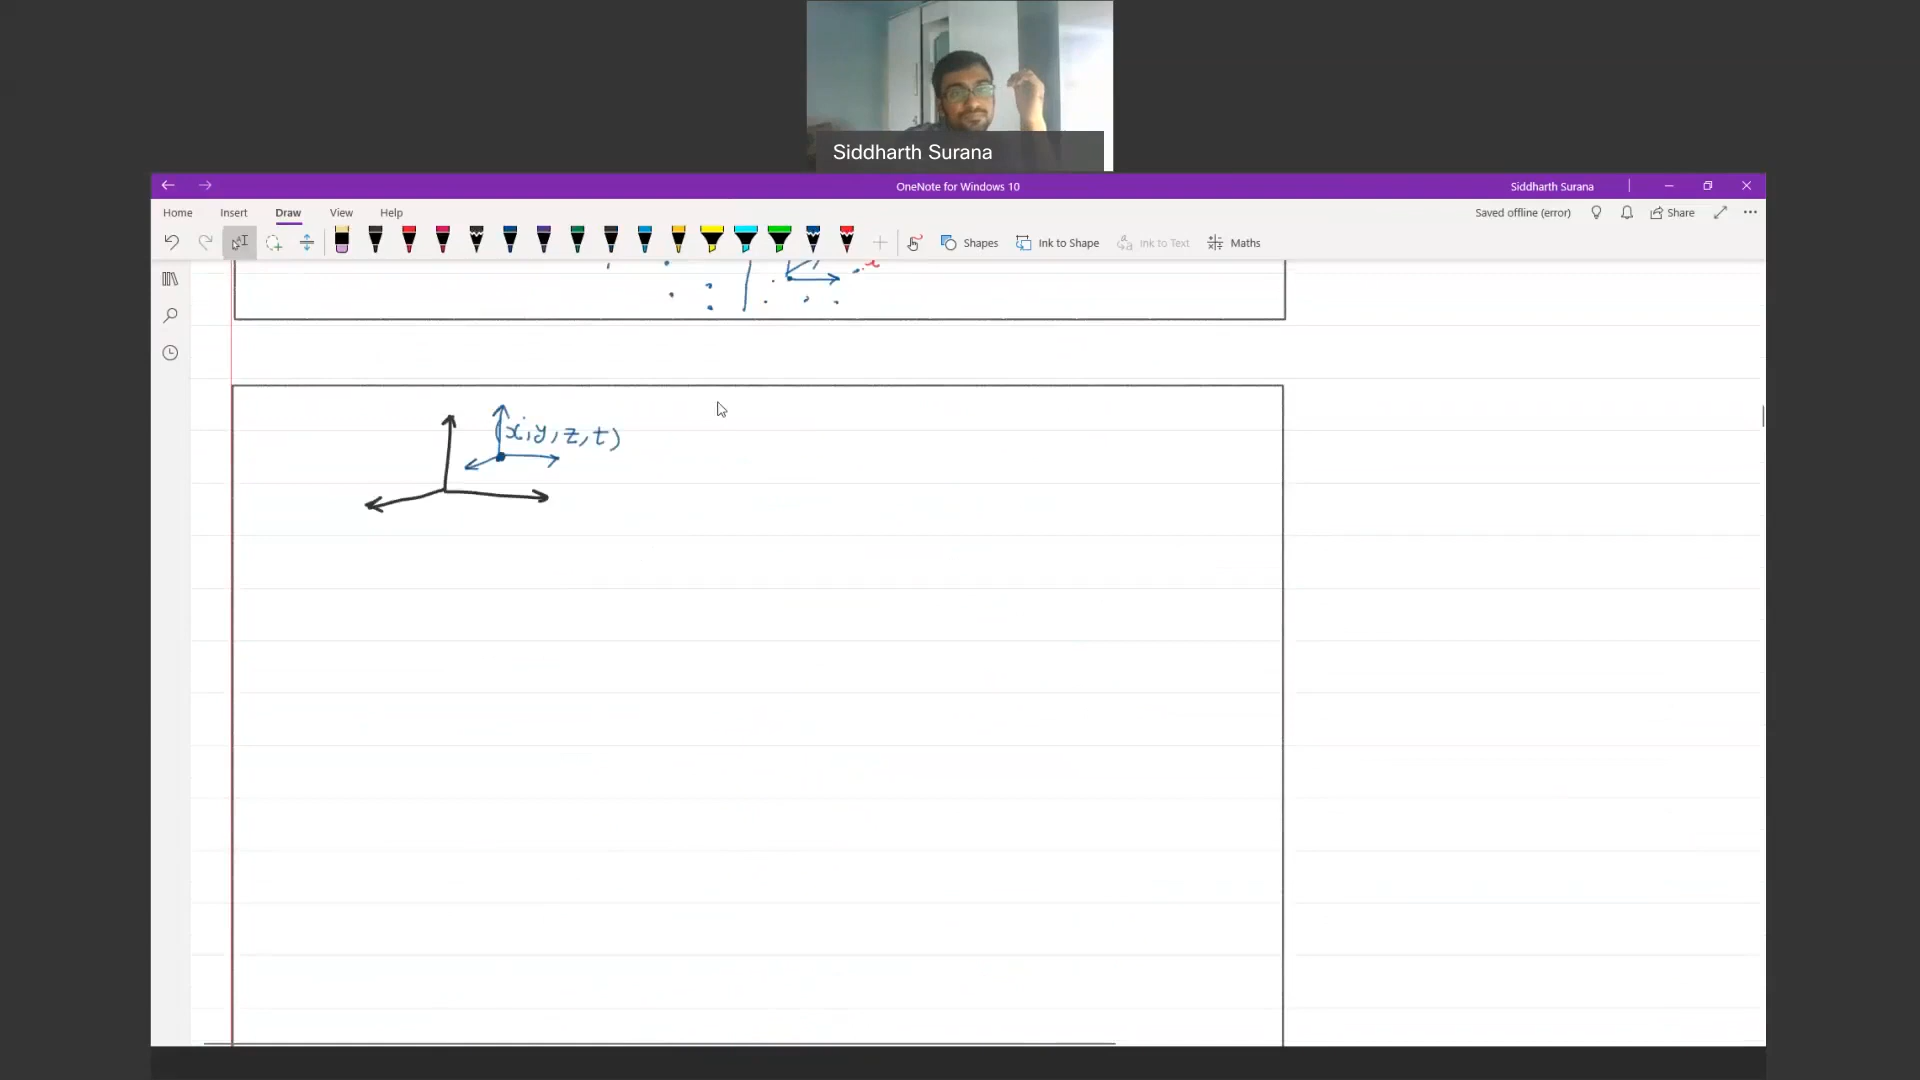 Siddharth Surana
OneNote for Windows 10
Siddharth Surana
Home Insert Draw View Help
Saved offline (error)
Share
Shapes
Ink to Shape
Ink to Text
Maths
x
(x,y,z,t)